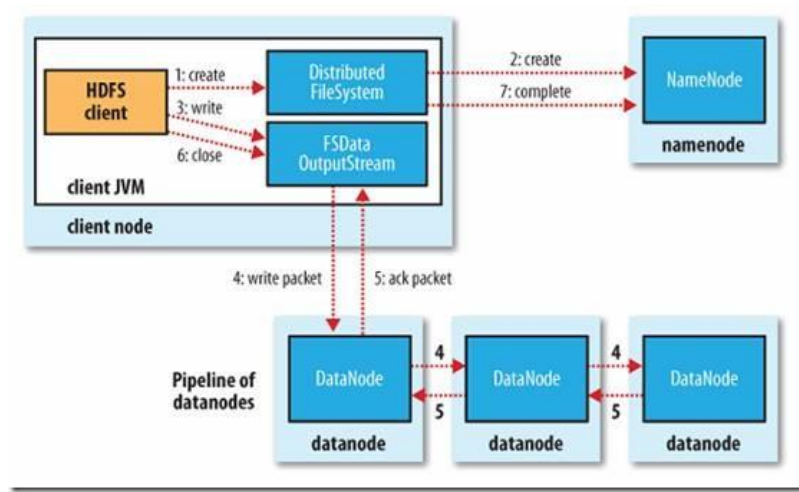 1: create
HDFS
client
3: write
6: close
Distributed
FileSystem
FSData
OutputStream
client JVM
client node
2: create
7: complete
NameNode
namenode
4: write packet
5: ack packet
Pipeline of
datanodes
DataNode
datanode
4
5
DataNode
datanode
4
5
DataNode
datanode